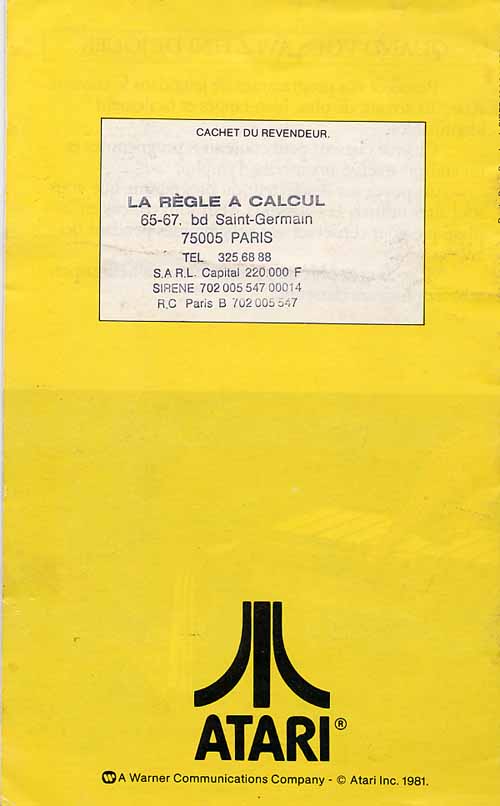 CACHET DU REVENDEUR.
LA RÈGLE A CALCUL
65-67, bd Saint-Germain
75005 PARIS
TEL 325 68 88
S.A.R.L. Capital 220.000 F
SIRENE 702 005 547 00014
R.C Paris B 702 005 547
ATARI®
A Warner Communications Company - © Atari Inc. 1981.